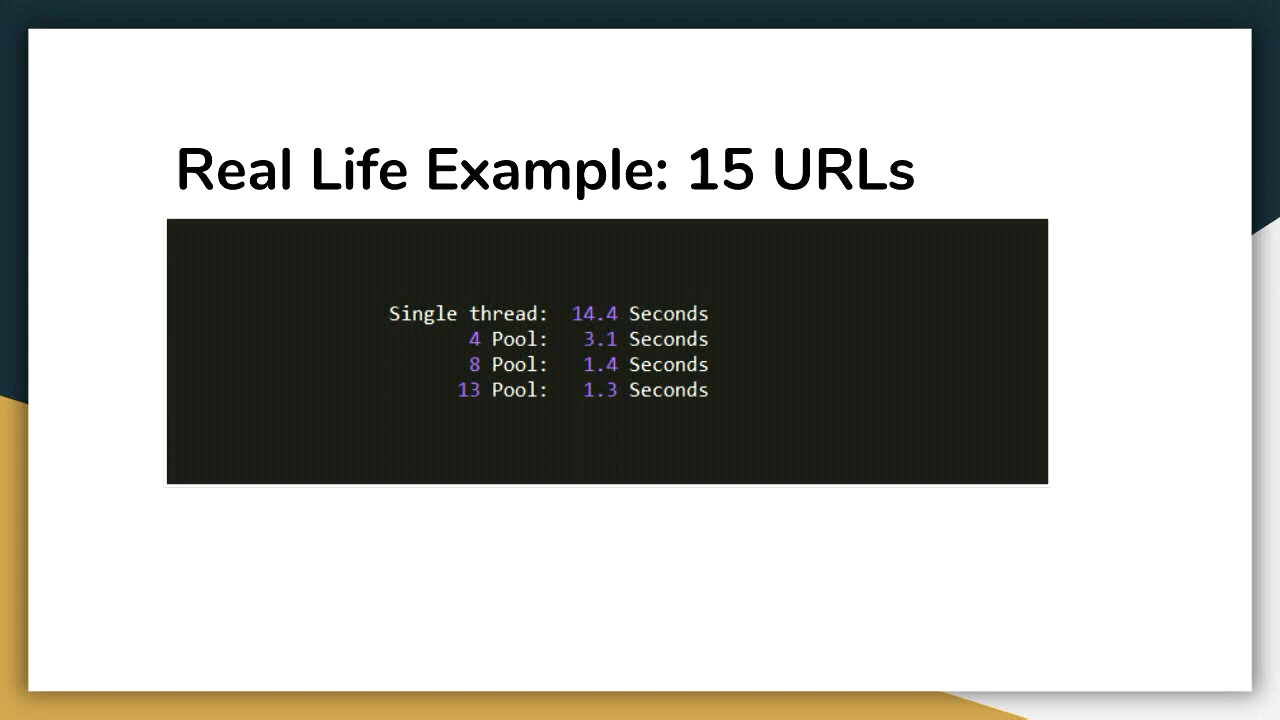 Real Life Example: 15 URLs
Single thread: 14.4 Seconds
4 Pool: 3.1 Seconds
8 Pool: 1.4 Seconds
13 Pool: 1.3 Seconds